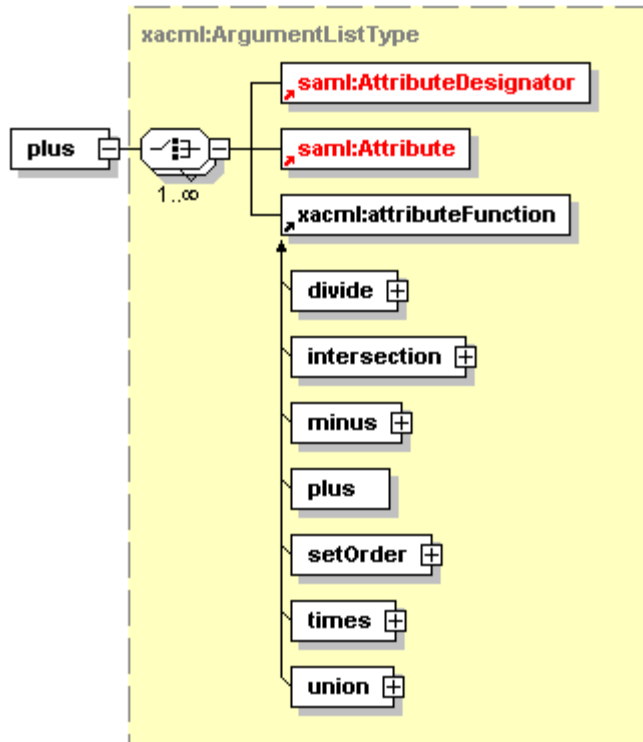 xacml:ArgumentListType
saml:AttributeDesignator
plus
saml:Attribute
1..∞
xacml:attributeFunction
divide
intersection
minus
plus
setOrder
times
union